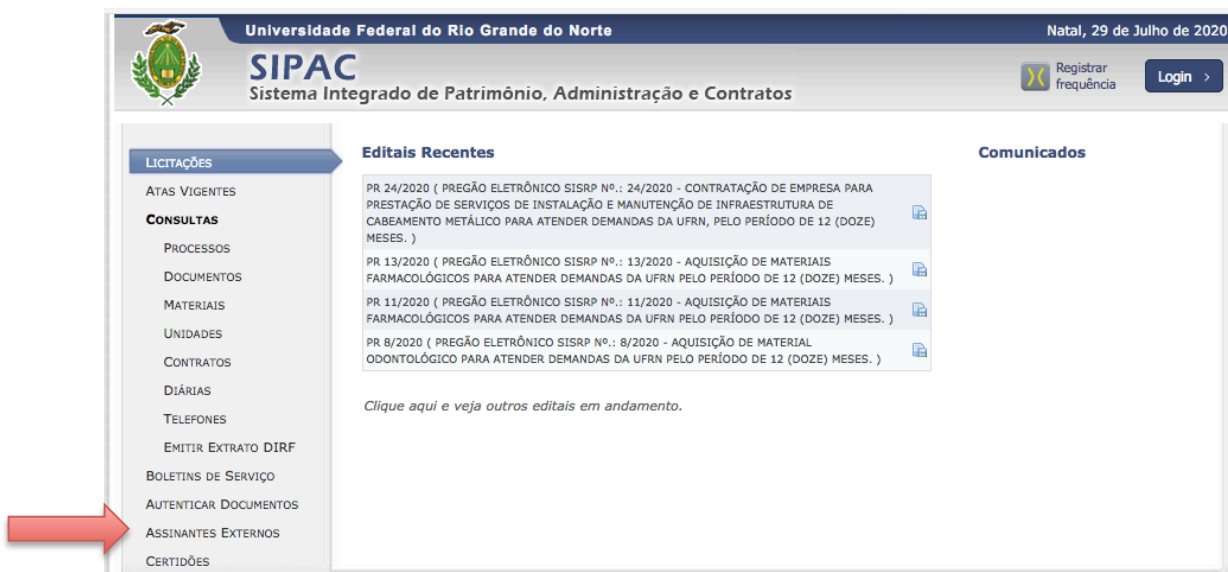 Universidade Federal do Rio Grande do Norte
Natal, 29 de Julho de 2020
SIPAC
Sistema Integrado de Patrimônio, Administração e Contratos
Registrar
frequência
Login >
LICITAÇÕES
ATAS VIGENTES
CONSULTAS
PROCESSOS
DOCUMENTOS
MATERIAIS
UNIDADES
CONTRATOS
DIÁRIAS
TELEFONES
EMITIR EXTRATO DIRF
BOLETINS DE SERVIÇO
AUTENTICAR DOCUMENTOS
ASSINANTES EXTERNOS
CERTIDÕES
Editais Recentes
PR 24/2020 ( PREGÃO ELETRÔNICO SISRP Nº.: 24/2020 - CONTRATAÇÃO DE EMPRESA PARA
PRESTAÇÃO DE SERVIÇOS DE INSTALAÇÃO E MANUTENÇÃO DE INFRAESTRUTURA DE
CABEAMENTO METÁLICO PARA ATENDER DEMANDAS DA UFRN, PELO PERÍODO DE 12 (DOZE)
MESES. )
PR 13/2020 ( PREGÃO ELETRÔNICO SISRP Nº.: 13/2020 - AQUISIÇÃO DE MATERIAIS
FARMACOLÓGICOS PARA ATENDER DEMANDAS DA UFRN PELO PERÍODO DE 12 (DOZE) MESES. )
PR 11/2020 ( PREGÃO ELETRÔNICO SISRP Nº.: 11/2020 - AQUISIÇÃO DE MATERIAIS
FARMACOLÓGICOS PARA ATENDER DEMANDAS DA UFRN PELO PERÍODO DE 12 (DOZE) MESES. )
PR 8/2020 ( PREGÃO ELETRÔNICO SISRP Nº.: 8/2020 - AQUISIÇÃO DE MATERIAL
ODONTOLÓGICO PARA ATENDER DEMANDAS DA UFRN PELO PERÍODO DE 12 (DOZE) MESES. )
Clique aqui e veja outros editais em andamento.
Comunicados